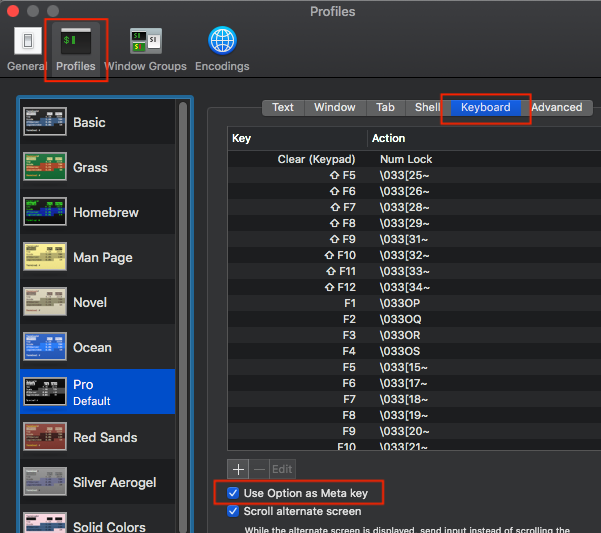 Profiles
General Profiles Window Groups Encodings
Text Window Tab Shell Keyboard Advanced
Basic
Grass
Homebrew
Man Page
Novel
Ocean
Pro
Default
Red Sands
Silver Aerogel
Solid Colors
Key Action
Clear (Keypad) Num Lock
⇧ F5 \033[25~
⇧ F6 \033[26~
⇧ F7 \033[28~
⇧ F8 \033[29~
⇧ F9 \033[31~
⇧ F10 \033[32~
⇧ F11 \033[33~
⇧ F12 \033[34~
F1 \033OP
F2 \033OQ
F3 \033OR
F4 \033OS
F5 \033[15~
F6 \033[17~
F7 \033[18~
F8 \033[19~
F9 \033[20~
F10 \033[21~
+ — Edit
Use Option as Meta key
Scroll alternate screen
While the alternate screen is displayed, send input instead of scrolling the